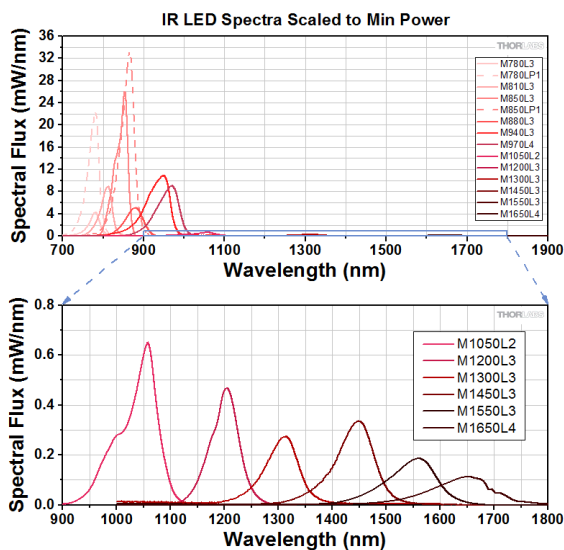 IR LED Spectra Scaled to Min Power
Spectral Flux (mW/nm)
36
32
28
24
20
16
12
8
4
0
THORLABS
M780L3
M780LP1
M810L3
M850L3
M850LP1
M880L3
M940L3
M970L4
M1050L2
M1200L3
M1300L3
M1450L3
M1550L3
M1650L4
700 900 1100 1300 1500 1700 1900
Wavelength (nm)
Spectral Flux (mW/nm)
0.8
0.6
0.4
0.2
0.0
THORLABS
M1050L2
M1200L3
M1300L3
M1450L3
M1550L3
M1650L4
900 1000 1100 1200 1300 1400 1500 1600 1700 1800
Wavelength (nm)